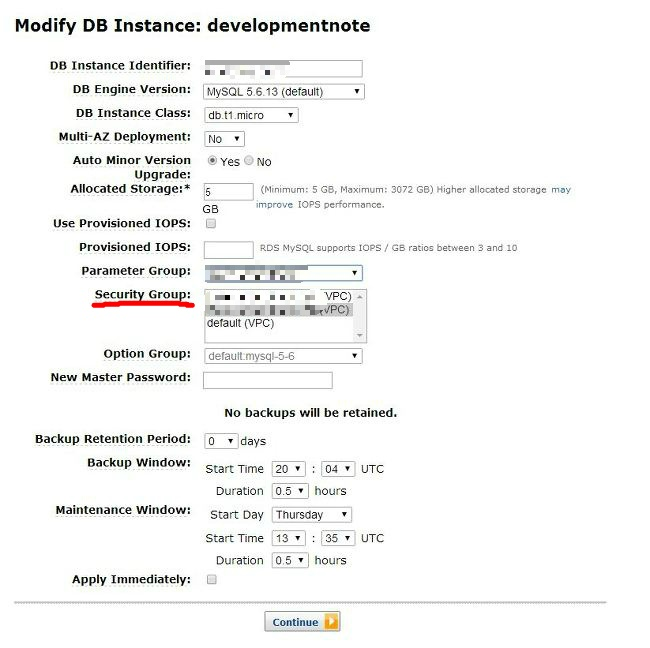 Modify DB Instance: developmentnote
DB Instance Identifier:
DB Engine Version: MySQL 5.6.13 (default)
DB Instance Class: db.t1.micro
Multi-AZ Deployment: No
Auto Minor Version Upgrade: Yes No
Allocated Storage:* 5 GB (Minimum: 5 GB, Maximum: 3072 GB) Higher allocated storage may
improve IOPS performance.
Use Provisioned IOPS:
Provisioned IOPS: RDS MySQL supports IOPS / GB ratios between 3 and 10
Parameter Group:
Security Group: VPC)
VPC)
default (VPC)
Option Group: default:mysql-5-6
New Master Password:
No backups will be retained.
Backup Retention Period: 0 days
Backup Window: Start Time 20 : 04 UTC
Duration 0.5 hours
Maintenance Window: Start Day Thursday
Start Time 13 : 35 UTC
Duration 0.5 hours
Apply Immediately:
Continue